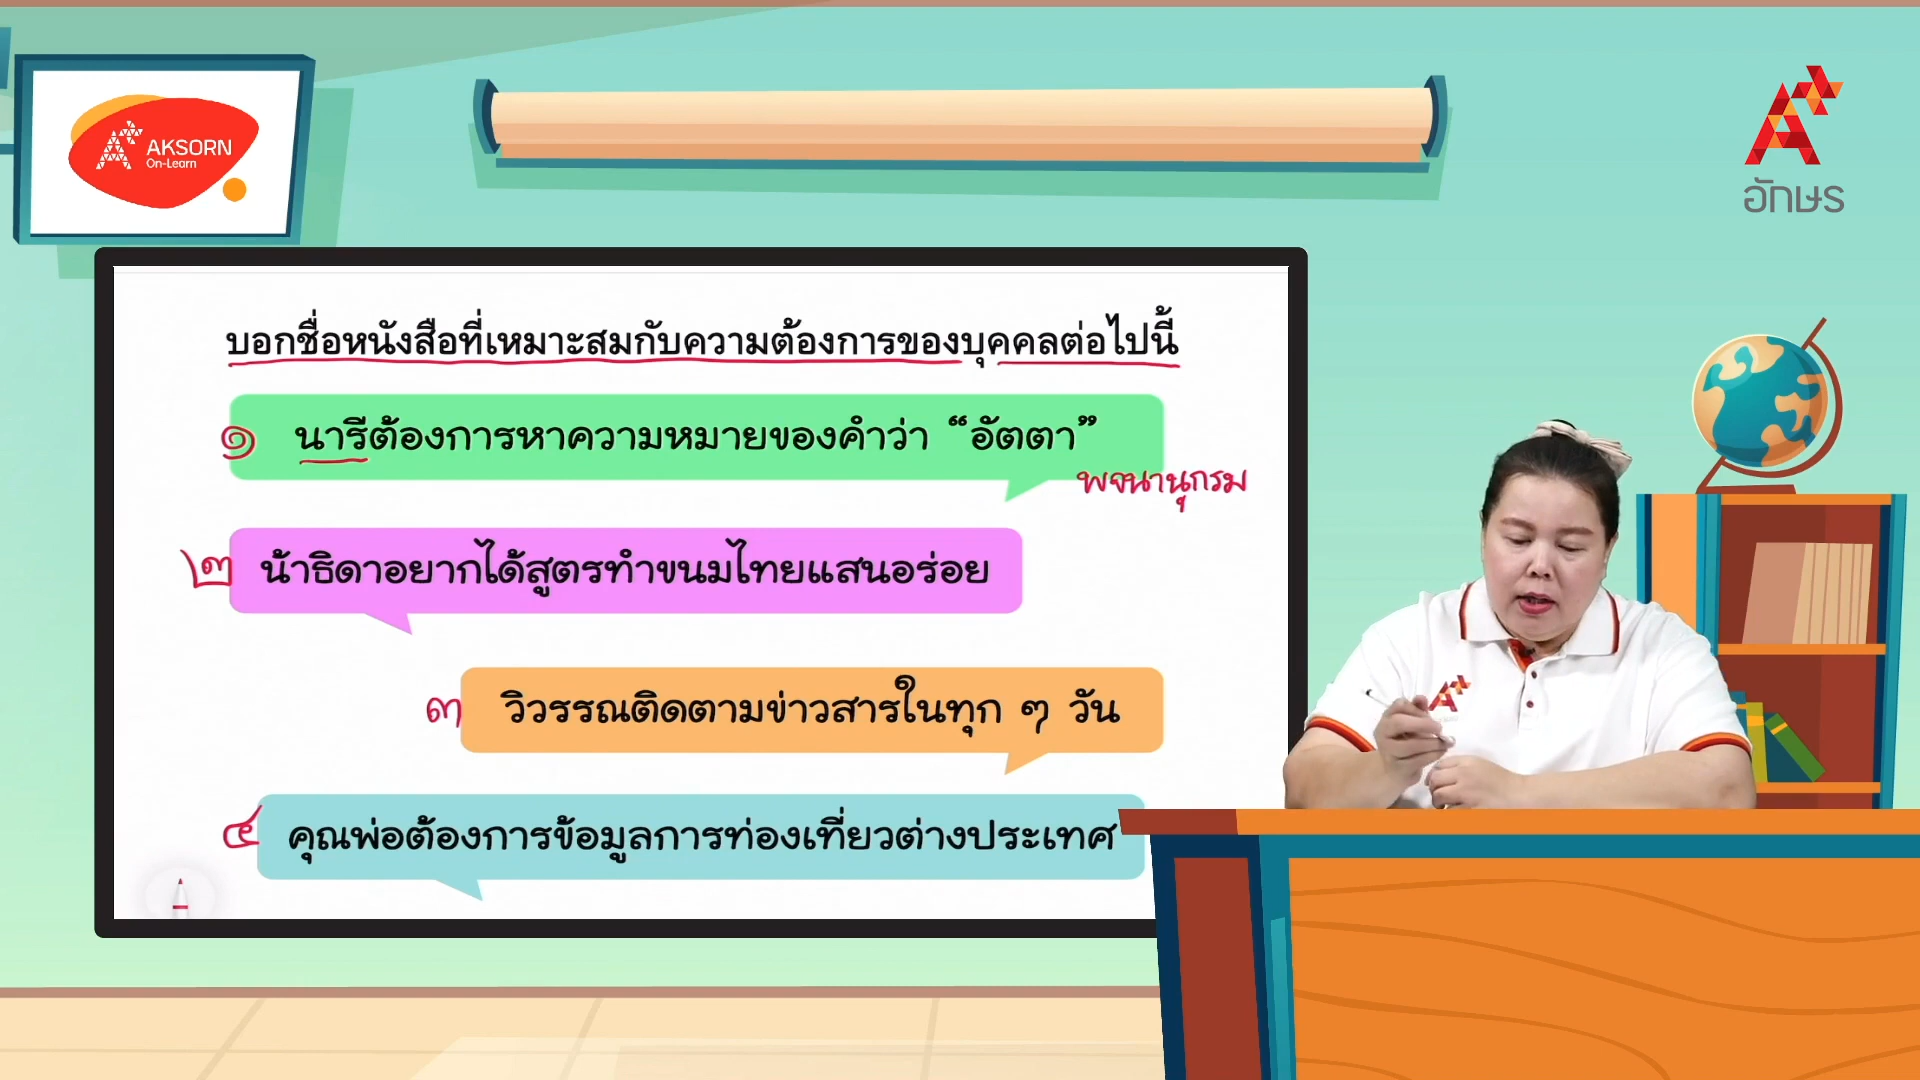 AKSORN
On-Learn
อักษร
บอกชื่อหนังสือที่เหมาะสมกับความต้องการของบุคคลต่อไปนี้
๑ นารีต้องการหาความหมายของคำว่า “อัตตา”
พจนานุกรม
๒ น้าธิดาอยากได้สูตรทำขนมไทยแสนอร่อย
๓ วิวรรณติดตามข่าวสารในทุก ๆ วัน
๔ คุณพ่อต้องการข้อมูลการท่องเที่ยวต่างประเทศ